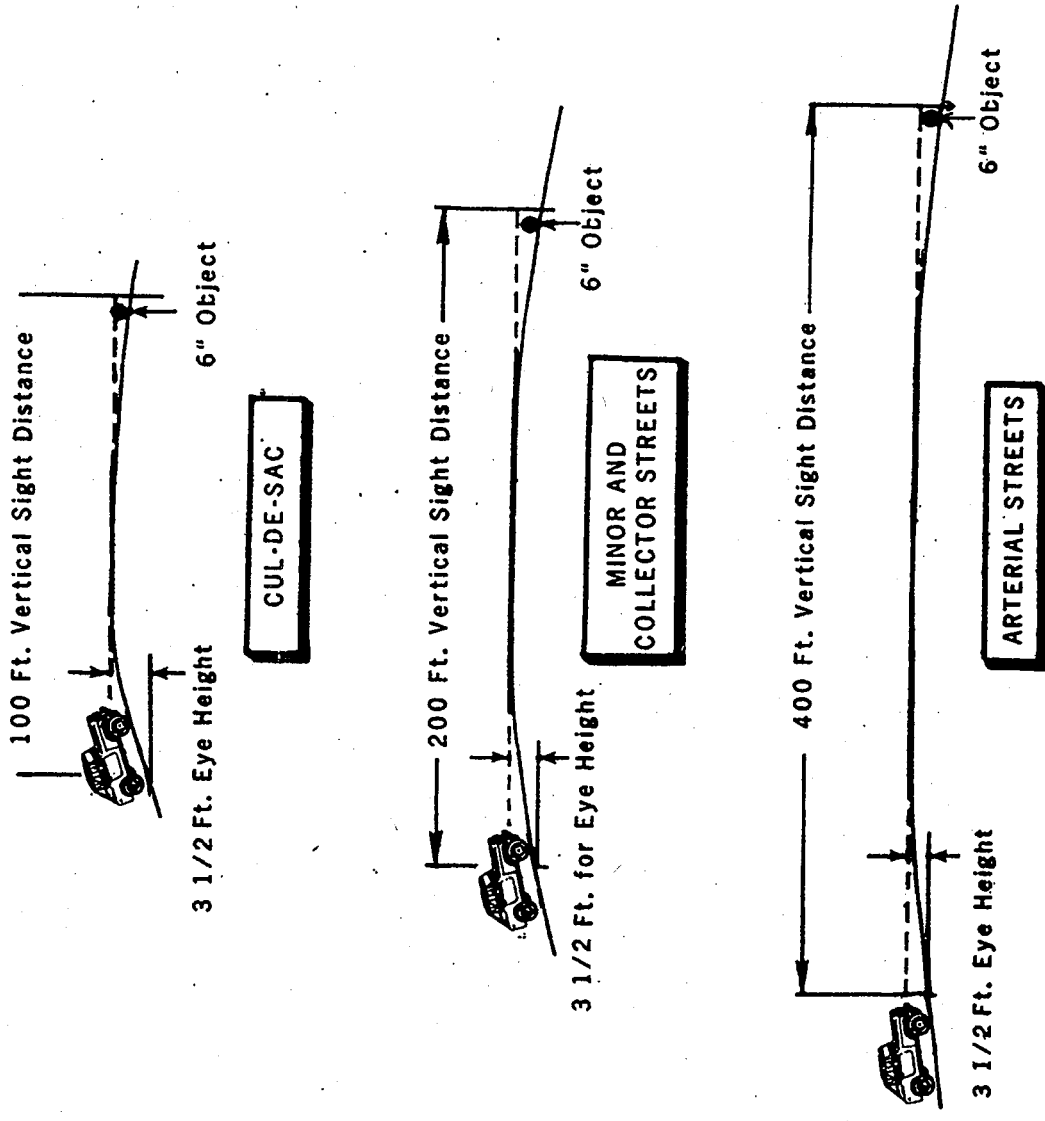 100 Ft. Vertical Sight Distance
3 1/2 Ft. Eye Height
6" Object
CUL-DE-SAC
200 Ft. Vertical Sight Distance
3 1/2 Ft. for Eye Height
6" Object
MINOR AND
COLLECTOR STREETS
400 Ft. Vertical Sight Distance
3 1/2 Ft. Eye Height
6" Object
ARTERIAL STREETS